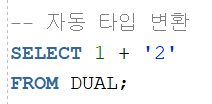 -- 자동 타입 변환
SELECT 1 + '2'
FROM DUAL;